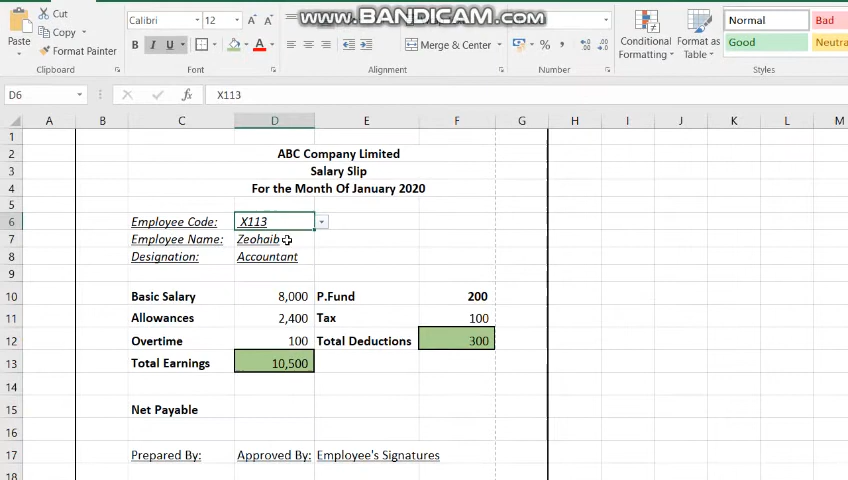 www.BANDICAM.com
Cut
Copy
Format Painter
Paste
Clipboard
Calibri 12 A A
B I U A
Font
Merge & Center
Alignment
% , .00
Number
Conditional Formatting
Format as Table
Normal Bad
Good Neutra
Styles
D6 fx X113
A B C D E F G H I J K L M
1
2 ABC Company Limited
3 Salary Slip
4 For the Month Of January 2020
5
6 Employee Code: X113
7 Employee Name: Zeohaib
8 Designation: Accountant
9
10 Basic Salary 8,000 P.Fund 200
11 Allowances 2,400 Tax 100
12 Overtime 100 Total Deductions 300
13 Total Earnings 10,500
14
15 Net Payable
16
17 Prepared By: Approved By: Employee's Signatures
18